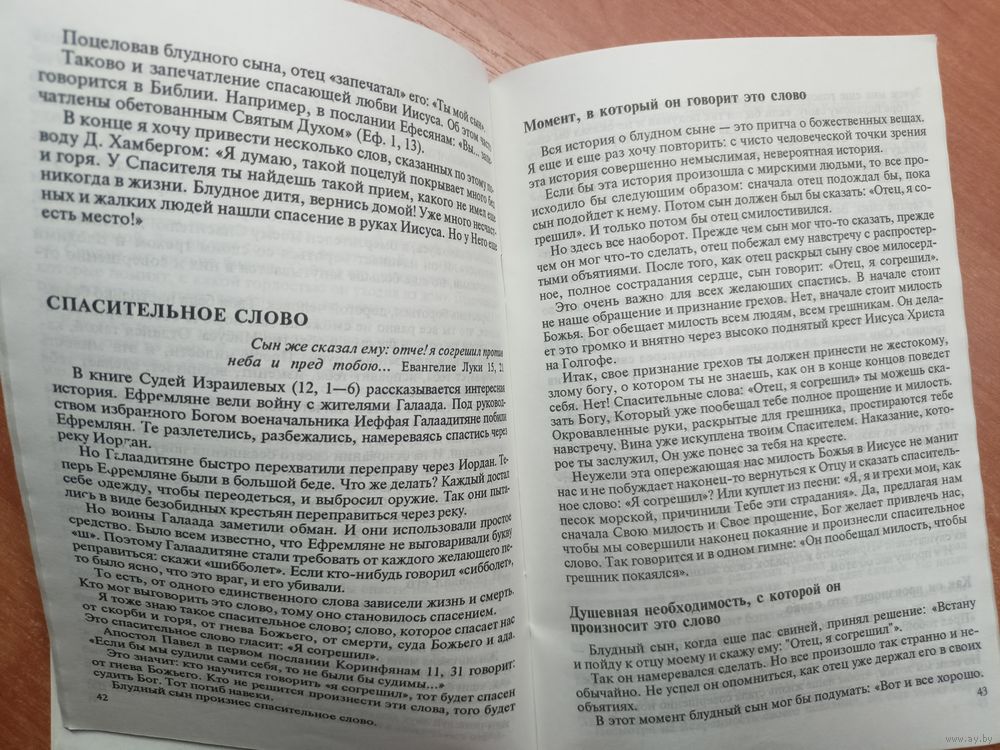 Поцеловав блудного сына, отец «запечатал» его: «Ты мой сын».
Таково и запечатление спасающей любви Иисуса. Об этом часто
говорится в Библии. Например, в послании Ефесянам: «Вы... запе-
чатлены обетованным Святым Духом» (Еф. 1, 13).
В конце я хочу привести несколько слов, сказанных по этому по-
воду Д. Хамбергом: «Я думаю, такой поцелуй покрывает много бед
и горя. У Спасителя ты найдешь такой прием, какого не имел еще
никогда в жизни. Блудное дитя, вернись домой! Уже много несчаст-
ных и жалких людей нашли спасение в руках Иисуса. Но у Него еще
есть место!»
СПАСИТЕЛЬНОЕ СЛОВО
Сын же сказал ему: отче! я согрешил против
неба и пред тобою... Евангелие Луки 15, 21
В книге Судей Израилевых (12, 1—6) рассказывается интересная
история. Ефремляне вели войну с жителями Галаада. Под руковод-
ством избранного Богом военачальника Иеффая Галаадитяне побили
Ефремлян. Те разлетелись, разбежались, намереваясь спастись через
реку Иордан.
Но Галаадитяне быстро перехватили переправу через Иордан. Те-
перь Ефремляне были в большой беде. Что же делать? Каждый достал
себе одежду, чтобы переодеться, и выбросил оружие. Так они пыта-
лись в виде безобидных крестьян переправиться через реку.
Но воины Галаада заметили обман. И они использовали простое
средство. Было всем известно, что Ефремляне не выговаривали букву
«ш». Поэтому Галаадитяне стали требовать от каждого желающего пе-
реправиться: скажи «шибболет». Если кто-нибудь говорил «сибболет»,
то было ясно, что это враг, и его убивали.
То есть, от одного единственного слова зависели жизнь и смерть.
Кто мог выговорить это слово, тому оно становилось спасением.
Я тоже знаю такое спасительное слово; слово, которое спасает нас
от скорби и горя, от гнева Божьего, от смерти, суда Божьего и ада.
Это спасительное слово гласит: «Я согрешил».
Апостол Павел в первом послании Коринфянам 11, 31 говорит:
«Если бы мы судили сами себя, то не были бы судимы...»
Это значит: кто научится говорить «я согрешил», тот будет спасен
от гнева Божьего. Кто не решится произнести эти слова, того будет
судить Бог. Тот погиб навеки.
Блудный сын произнес спасительное слово.
42
Момент, в который он говорит это слово
Вся история о блудном сыне — это притча о божественных вещах.
Я еще и еще раз хочу повторить: с чисто человеческой точки зрения
эта история совершенно немыслимая, невероятная история.
Если бы эта история произошла с мирскими людьми, то все про-
исходило бы следующим образом: сначала отец подождал бы, пока
сын подойдет к нему. Потом сын должен был бы сказать: «Отец, я со-
грешил». И только потом бы отец смилостивился.
Но здесь все наоборот. Прежде чем сын мог что-то сказать, прежде
чем он мог что-то сделать, отец побежал ему навстречу с распростер-
тыми объятиями. После того, как отец раскрыл сыну свое милосерд-
ное, полное сострадания сердце, сын говорит: «Отец, я согрешил».
Это очень важно для всех желающих спастись. В начале стоит
не наше обращение и признание грехов. Нет, вначале стоит милость
Божья. Бог обещает милость всем людям, всем грешникам. Он дела-
ет это громко и внятно через высоко поднятый крест Иисуса Христа
на Голгофе.
Итак, свое признание грехов ты должен принести не жестокому,
злому богу, о котором ты не знаешь, как он в конце концов поведет
себя. Нет! Спасительные слова: «Отец, я согрешил» ты можешь ска-
зать Богу, Который уже пообещал тебе полное прощение и милость.
Окровавленные руки, раскрытые для грешника, простираются тебе
навстречу. Вина уже искуплена твоим Спасителем. Наказание, кото-
рое ты заслужил, Он уже понес за тебя на кресте.
Неужели эта опережающая нас милость Божья в Иисусе не манит
нас и не побуждает наконец-то вернуться к Отцу и сказать спаситель-
ное слово: «Я согрешил»? Или куплет из песни: «Я, я и грехи мои, как
песок морской, причинили Тебе эти страдания». Да, предлагая нам
сначала Свою милость и Свое прощение, Бог желает привлечь нас,
чтобы мы совершили наконец покаяние и произнесли спасительное
слово. Так говорится и в одном гимне: «Он пообещал милость, чтобы
грешник покаялся».
Душевная необходимость, с которой он
произносит это слово
Блудный сын, когда еще пас свиней, принял решение: «Встану
и пойду к отцу моему и скажу ему: "Отец, я согрешил"».
Так он намеревался сделать. Но все произошло так странно и не-
обычайно. Не успел он опомниться, как отец уже держал его в своих
объятиях.
В этот момент блудный сын мог бы подумать: «Вот и все хорошо.
43
www.ay.by